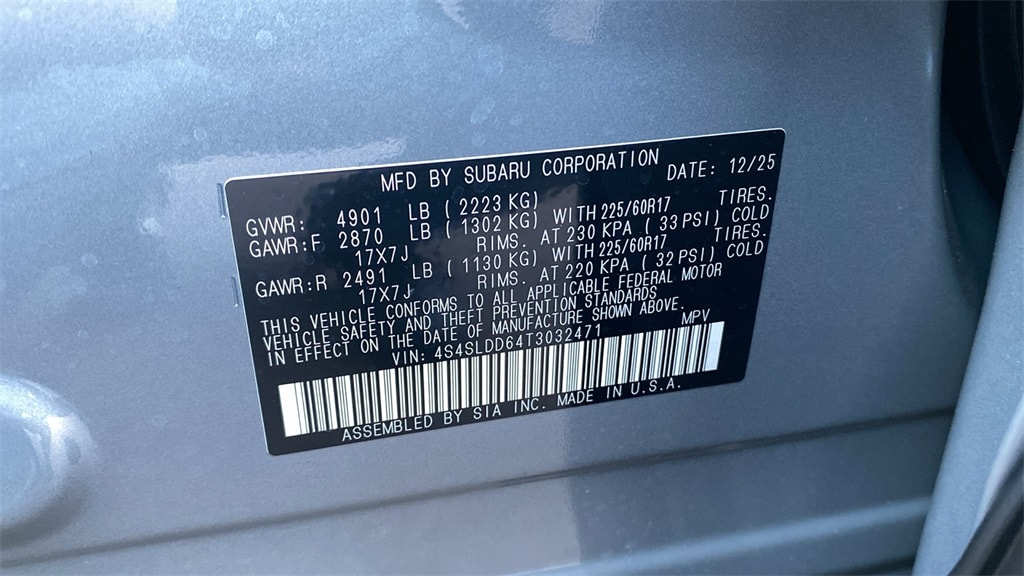 MFD BY SUBARU CORPORATION DATE: 12/25
GVWR: 4901 LB (2223 KG)
GAWR:F 2870 LB (1302 KG) WITH 225/60R17 TIRES.
17X7J RIMS. AT 230 KPA (33 PSI) COLD
GAWR:R 2491 LB (1130 KG) WITH 225/60R17 TIRES.
17X7J RIMS. AT 220 KPA (32 PSI) COLD
THIS VEHICLE CONFORMS TO ALL APPLICABLE FEDERAL MOTOR
VEHICLE SAFETY AND THEFT PREVENTION STANDARDS
IN EFFECT ON THE DATE OF MANUFACTURE SHOWN ABOVE.
VIN: 4S4SLDD64T3032471 MPV
ASSEMBLED BY SIA INC. MADE IN U.S.A.